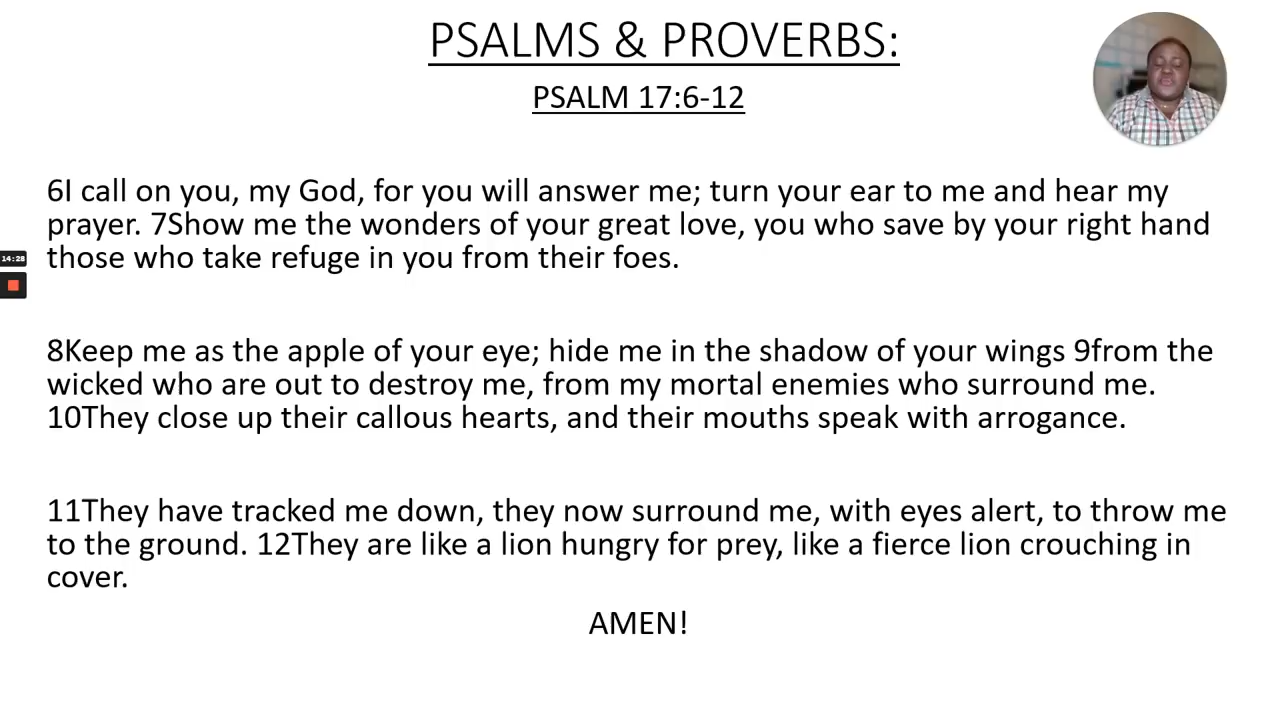 PSALMS & PROVERBS:
PSALM 17:6-12
6I call on you, my God, for you will answer me; turn your ear to me and hear my
prayer. 7Show me the wonders of your great love, you who save by your right hand
those who take refuge in you from their foes.
14:28
8Keep me as the apple of your eye; hide me in the shadow of your wings 9from the
wicked who are out to destroy me, from my mortal enemies who surround me.
10They close up their callous hearts, and their mouths speak with arrogance.
11They have tracked me down, they now surround me, with eyes alert, to throw me
to the ground. 12They are like a lion hungry for prey, like a fierce lion crouching in
cover.
AMEN!